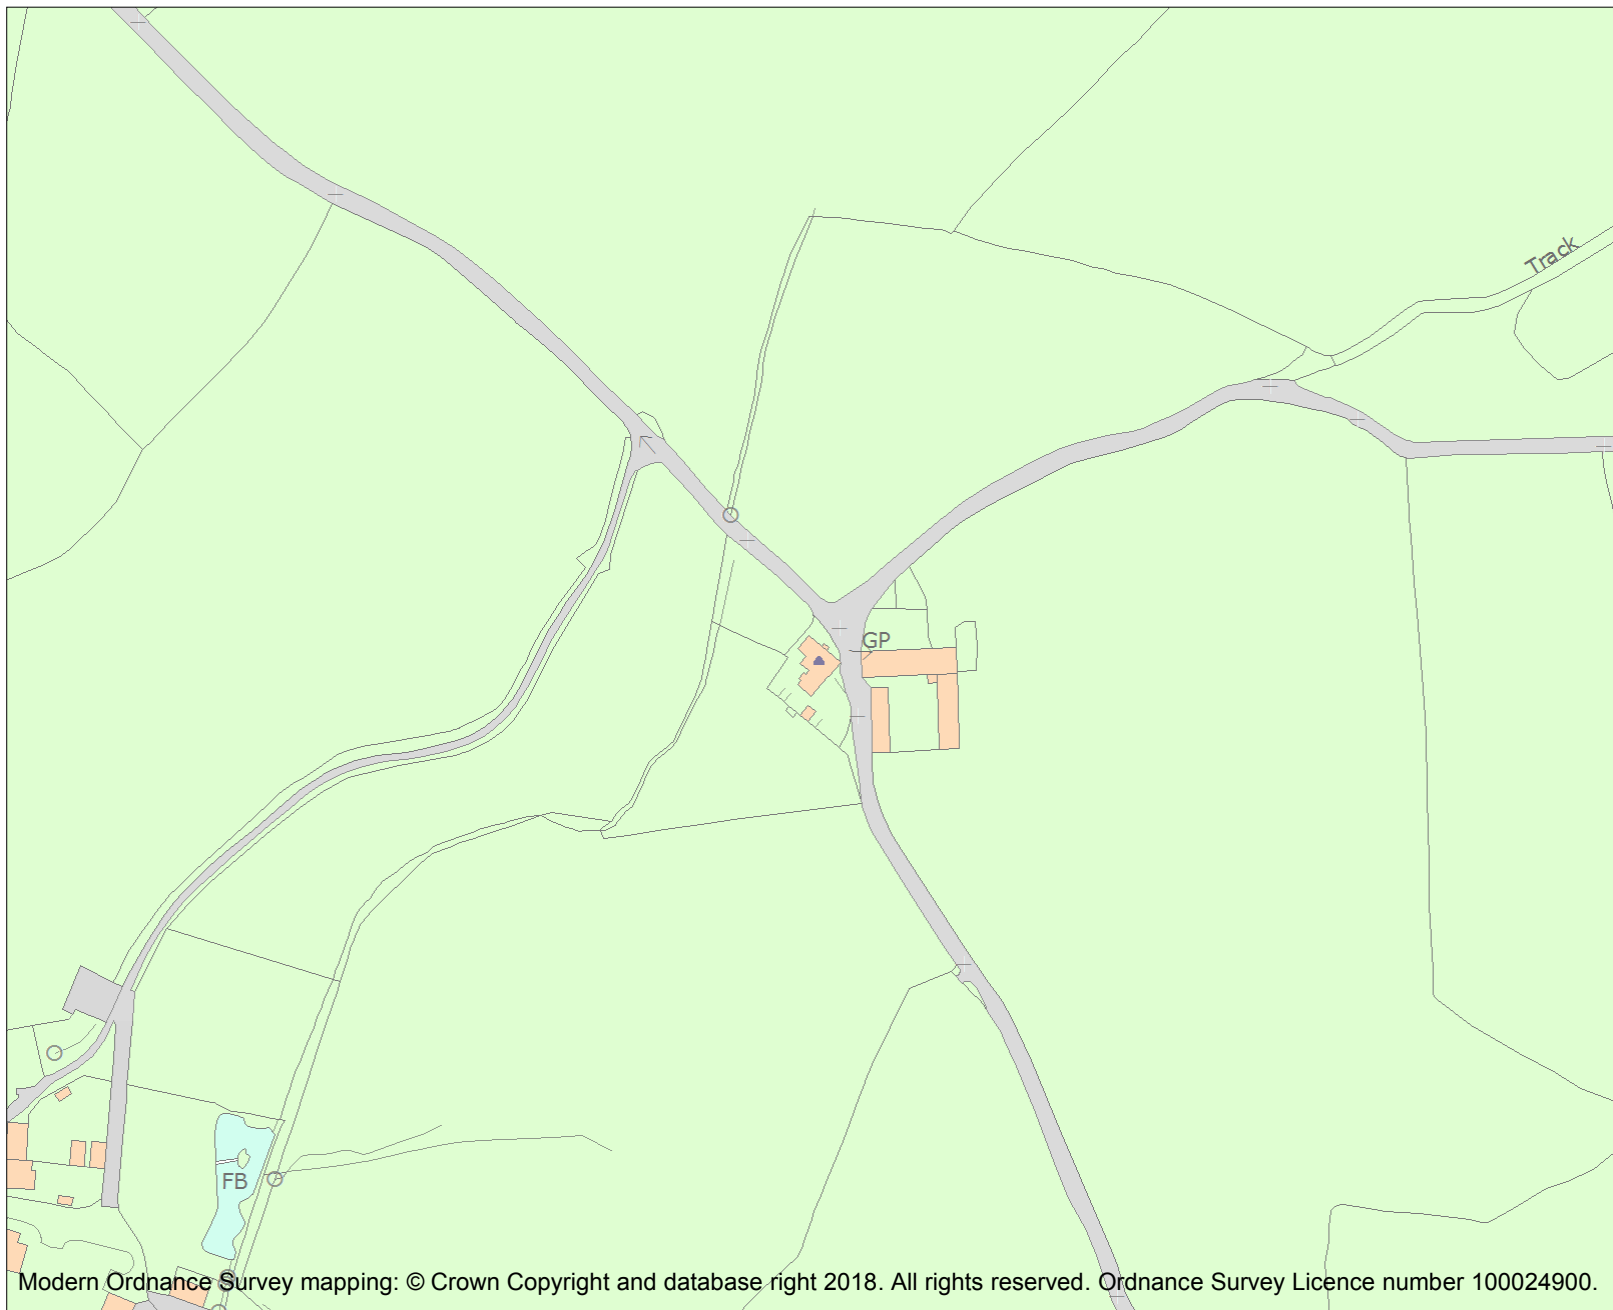 Track
GP
FB
Modern Ordnance Survey mapping: © Crown Copyright and database right 2018. All rights reserved. Ordnance Survey Licence number 100024900.